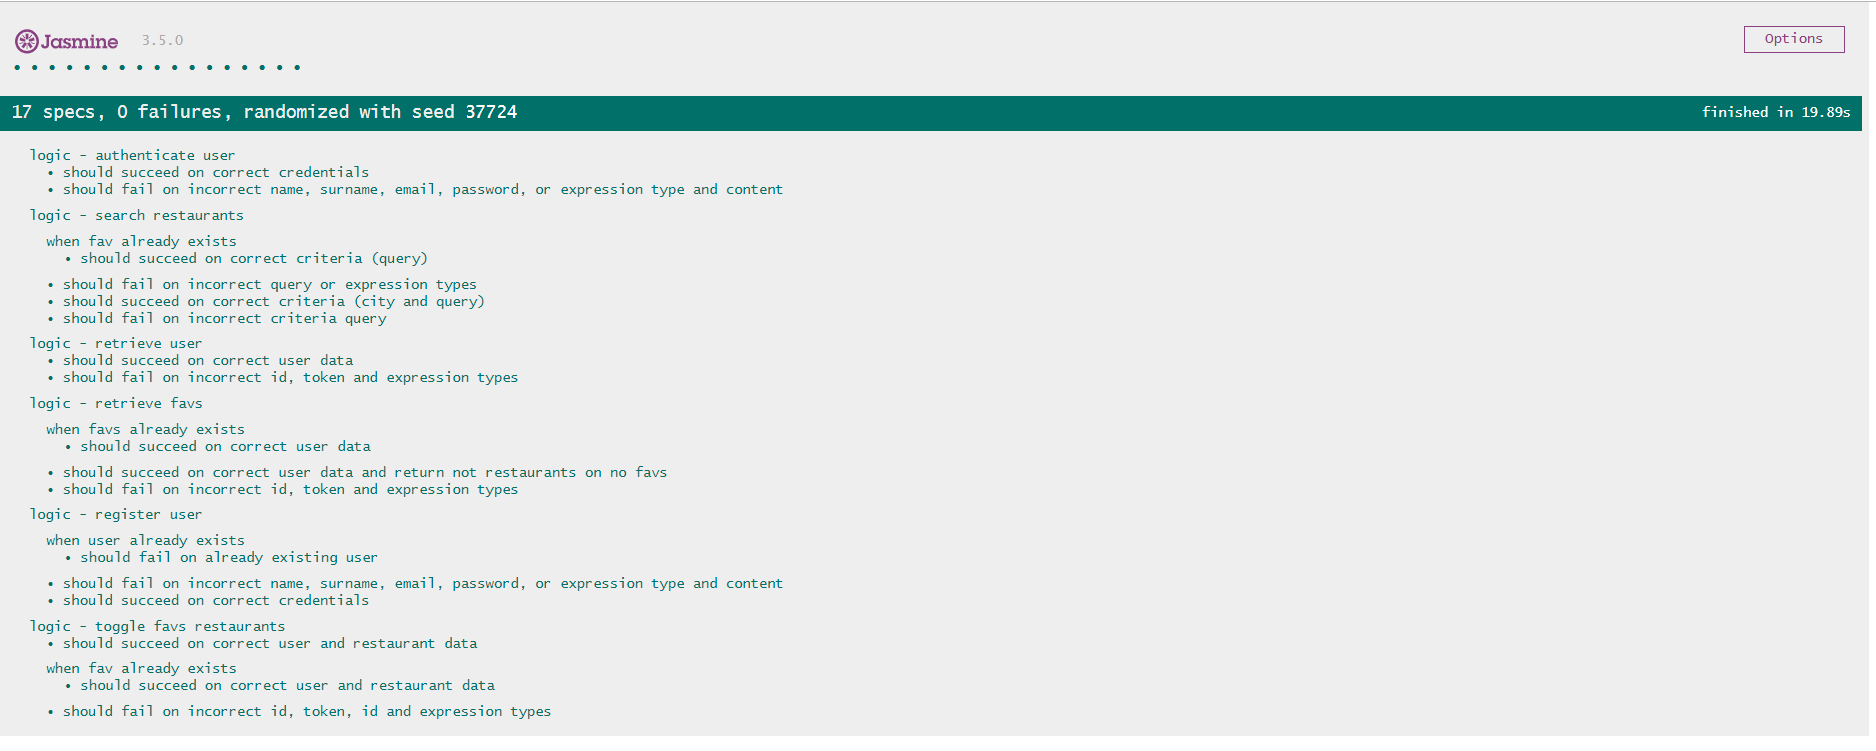 Jasmine 3.5.0 Options
• • • • • • • • • • • • • • • • •
17 specs, 0 failures, randomized with seed 37724 finished in 19.89s
logic - authenticate user
• should succeed on correct credentials
• should fail on incorrect name, surname, email, password, or expression type and content
logic - search restaurants
when fav already exists
• should succeed on correct criteria (query)
• should fail on incorrect query or expression types
• should succeed on correct criteria (city and query)
• should fail on incorrect criteria query
logic - retrieve user
• should succeed on correct user data
• should fail on incorrect id, token and expression types
logic - retrieve favs
when favs already exists
• should succeed on correct user data
• should succeed on correct user data and return not restaurants on no favs
• should fail on incorrect id, token and expression types
logic - register user
when user already exists
• should fail on already existing user
• should fail on incorrect name, surname, email, password, or expression type and content
• should succeed on correct credentials
logic - toggle favs restaurants
• should succeed on correct user and restaurant data
when fav already exists
• should succeed on correct user and restaurant data
• should fail on incorrect id, token, id and expression types